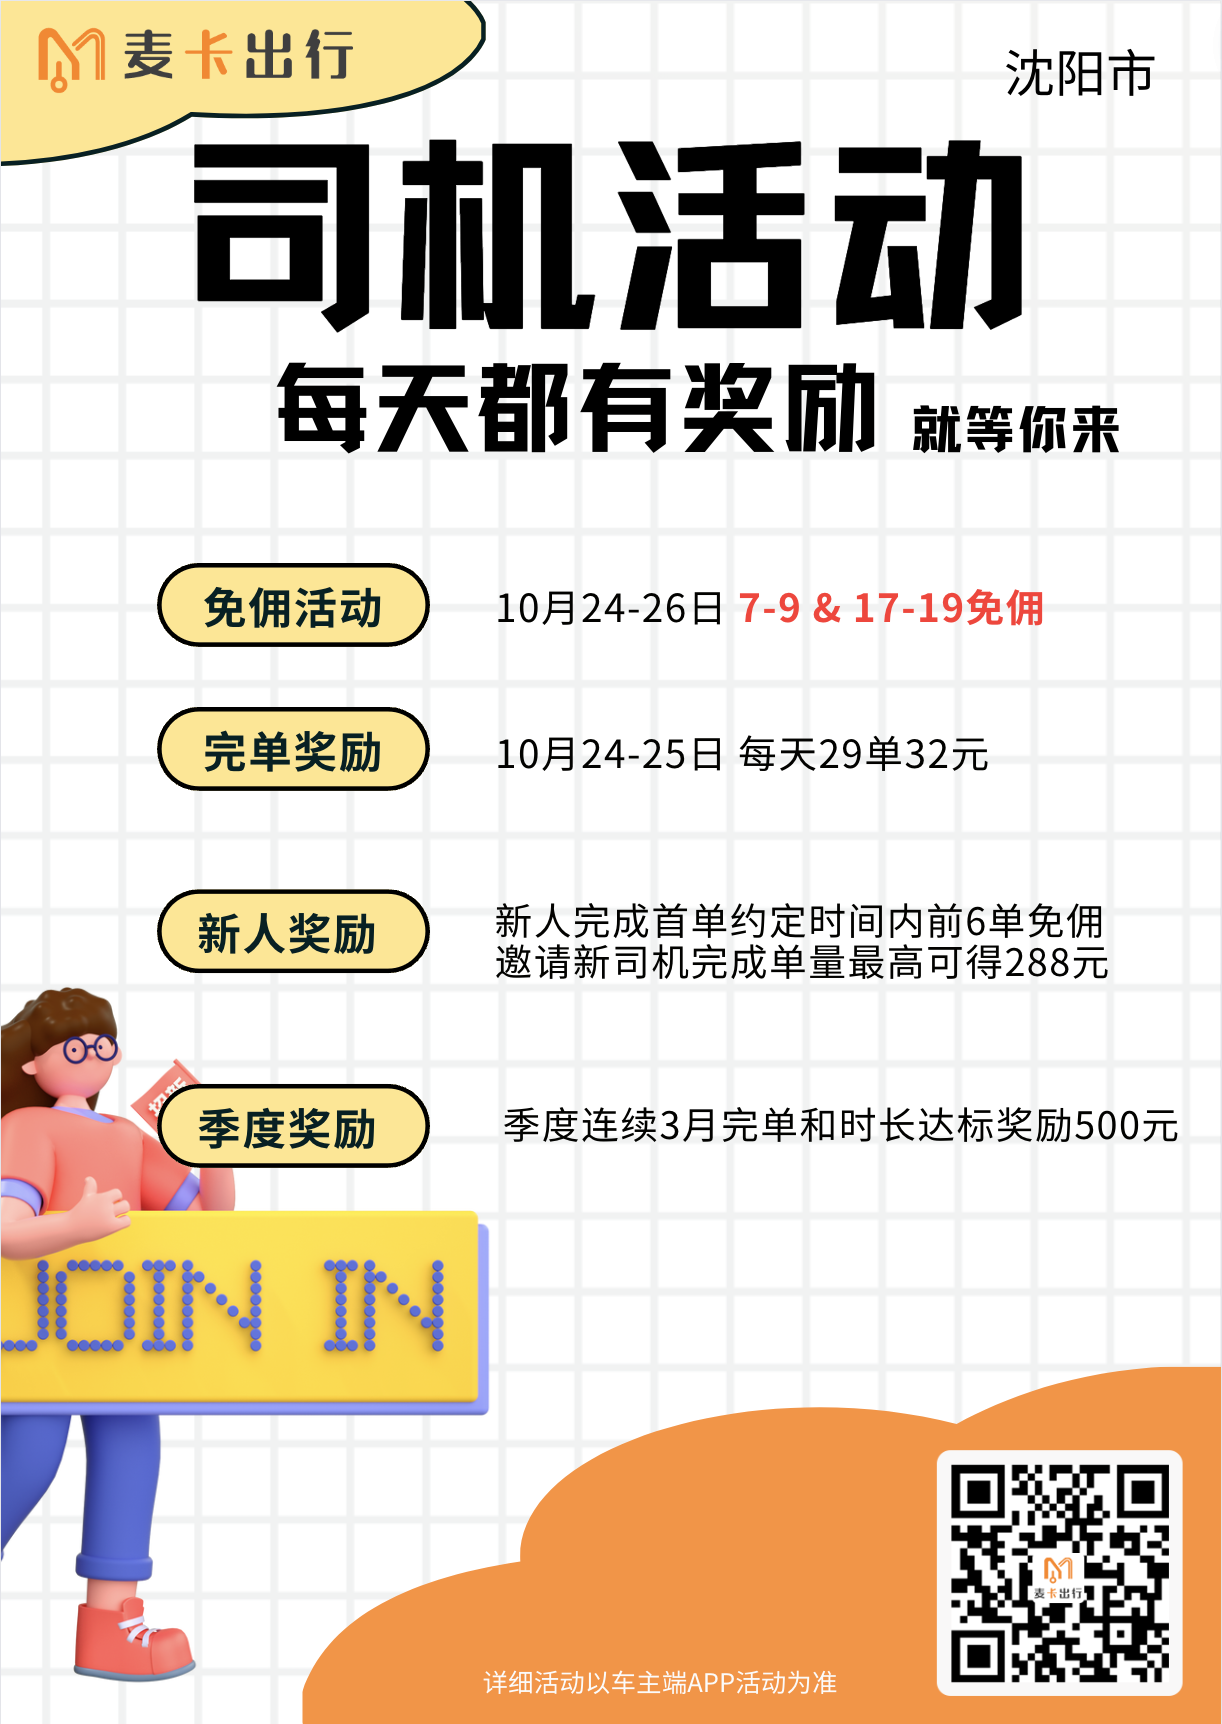 麦卡出行
沈阳市
司机活动
每天都有奖励 就等你来
免佣活动
10月24-26日 7-9 & 17-19免佣
完单奖励
10月24-25日 每天29单32元
新人奖励
新人完成首单约定时间内前6单免佣
邀请新司机完成单量最高可得288元
季度奖励
季度连续3月完单和时长达标奖励500元
JOIN IN
麦卡出行
详细活动以车主端APP活动为准